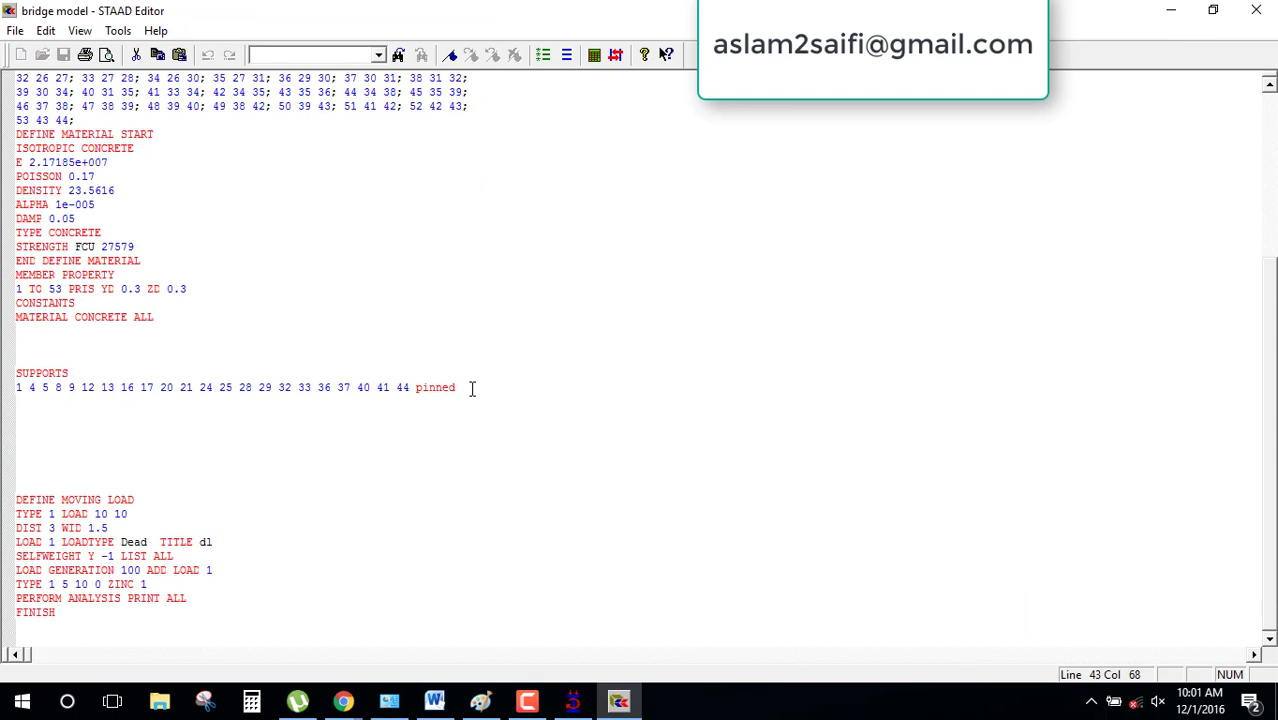 bridge model - STAAD Editor
aslam2saifi@gmail.com
File Edit View Tools Help
32 26 27; 33 27 28; 34 26 30; 35 27 31; 36 29 30; 37 30 31; 38 31 32;
39 30 34; 40 31 35; 41 33 34; 42 34 35; 43 35 36; 44 34 38; 45 35 39;
46 37 38; 47 38 39; 48 39 40; 49 38 42; 50 39 43; 51 41 42; 52 42 43;
53 43 44;
DEFINE MATERIAL START
ISOTROPIC CONCRETE
E 2.17185e+007
POISSON 0.17
DENSITY 23.5616
ALPHA 1e-005
DAMP 0.05
TYPE CONCRETE
STRENGTH FCU 27579
END DEFINE MATERIAL
MEMBER PROPERTY
1 TO 53 PRIS YD 0.3 ZD 0.3
CONSTANTS
MATERIAL CONCRETE ALL
SUPPORTS
1 4 5 8 9 12 13 16 17 20 21 24 25 28 29 32 33 36 37 40 41 44 pinned
DEFINE MOVING LOAD
TYPE 1 LOAD 10 10
DIST 3 WID 1.5
LOAD 1 LOADTYPE Dead TITLE dl
SELFWEIGHT Y -1 LIST ALL
LOAD GENERATION 100 ADD LOAD 1
TYPE 1 5 10 0 ZINC 1
PERFORM ANALYSIS PRINT ALL
FINISH
Line 43 Col 68 NUM
10:01 AM
12/1/2016
2